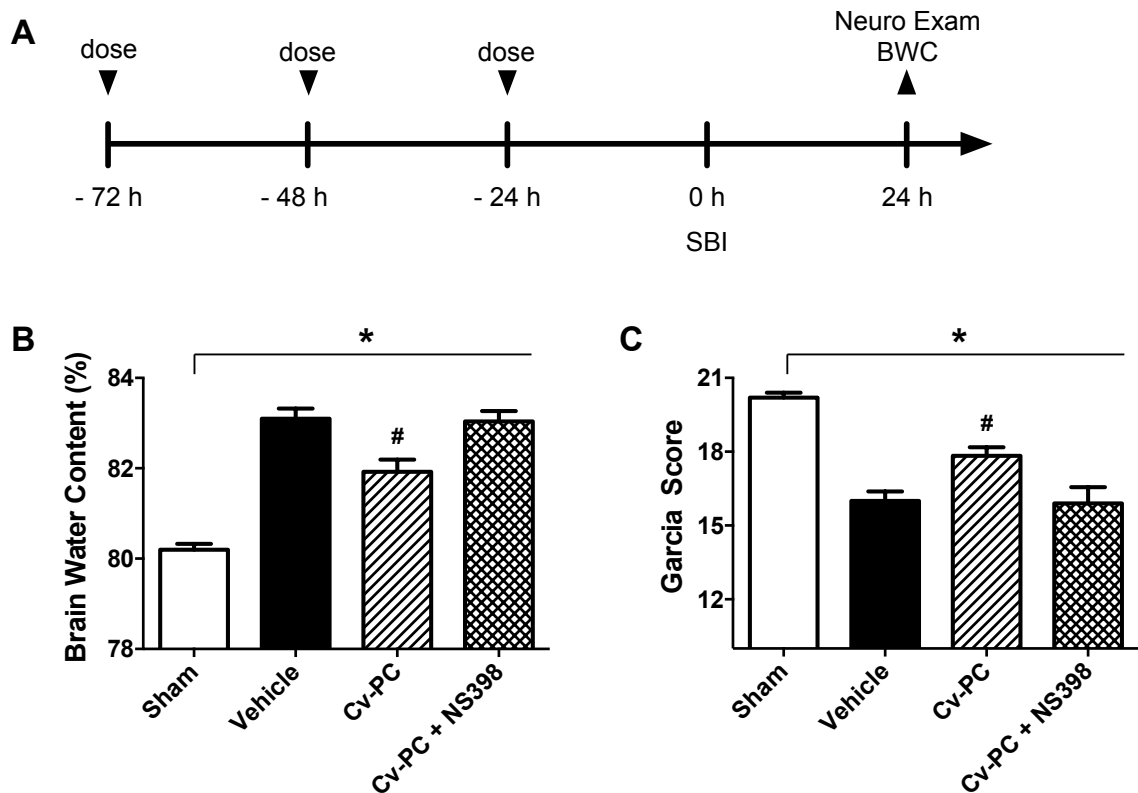 A
dose dose dose Neuro Exam
BWC
- 72 h - 48 h - 24 h 0 h 24 h
SBI
B
*
Brain Water Content (%)
84
82
80
78
#
Sham Vehicle Cv-PC Cv-PC + NS398
C
*
Garcia Score
21
18
15
12
#
Sham Vehicle Cv-PC Cv-PC + NS398